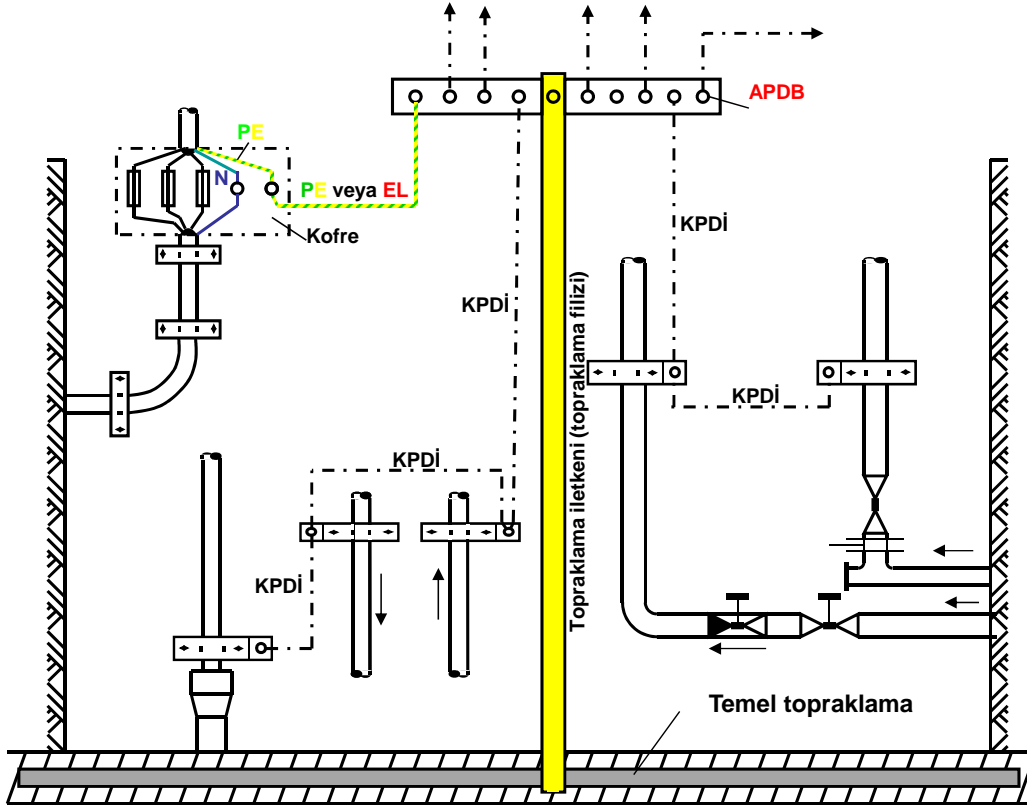 APDB
PE
N
PE veya EL
Kofre
KPDİ
KPDİ
Topraklama iletkeni (topraklama filizi)
KPDİ
KPDİ
KPDİ
Temel topraklama